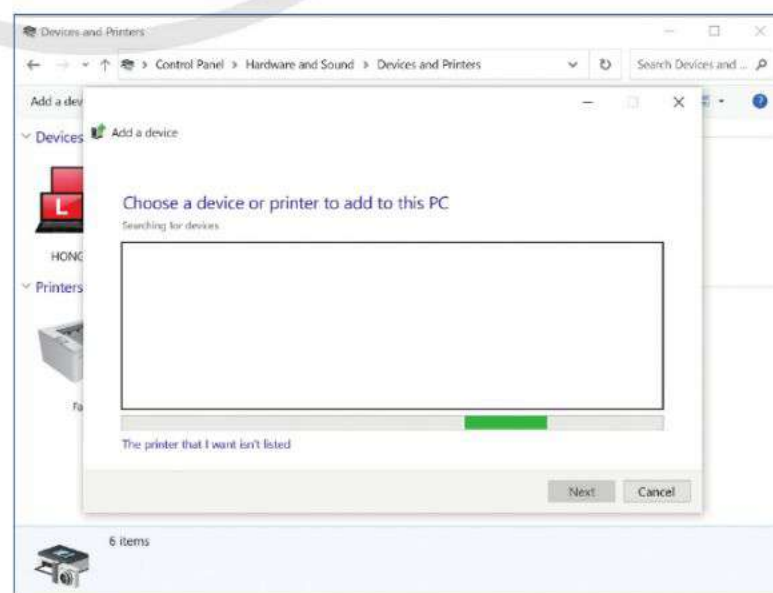 Devices and Printers
Control Panel > Hardware and Sound > Devices and Printers
Search Devices and ...
Add a dev
Add a device
Devices
Choose a device or printer to add to this PC
Searching for devices
L
HONG
Printers
Fa
The printer that I want isn't listed
Next
Cancel
6 items